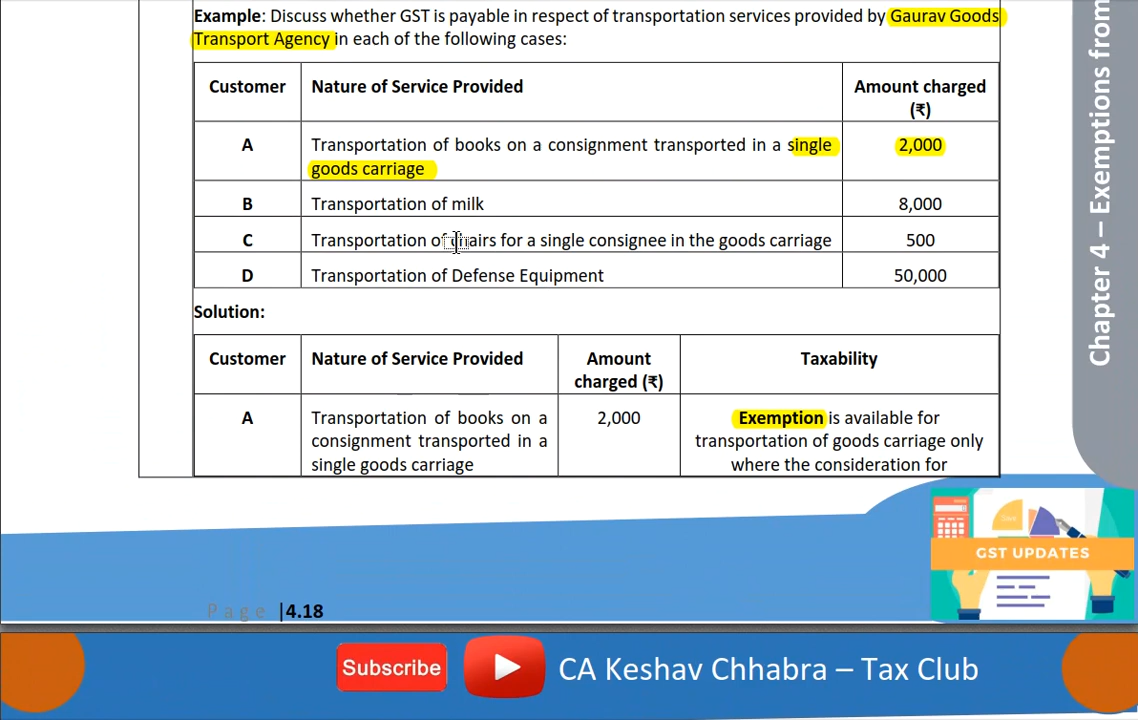 Example: Discuss whether GST is payable in respect of transportation services provided by Gaurav Goods
Transport Agency in each of the following cases:
Customer Nature of Service Provided Amount charged (₹)
A Transportation of books on a consignment transported in a single goods carriage 2,000
B Transportation of milk 8,000
C Transportation of chairs for a single consignee in the goods carriage 500
D Transportation of Defense Equipment 50,000
Solution:
Customer Nature of Service Provided Amount charged (₹) Taxability
A Transportation of books on a consignment transported in a single goods carriage 2,000 Exemption is available for transportation of goods carriage only where the consideration for
Page |4.18
Chapter 4 – Exemptions from
GST UPDATES
Subscribe
CA Keshav Chhabra – Tax Club